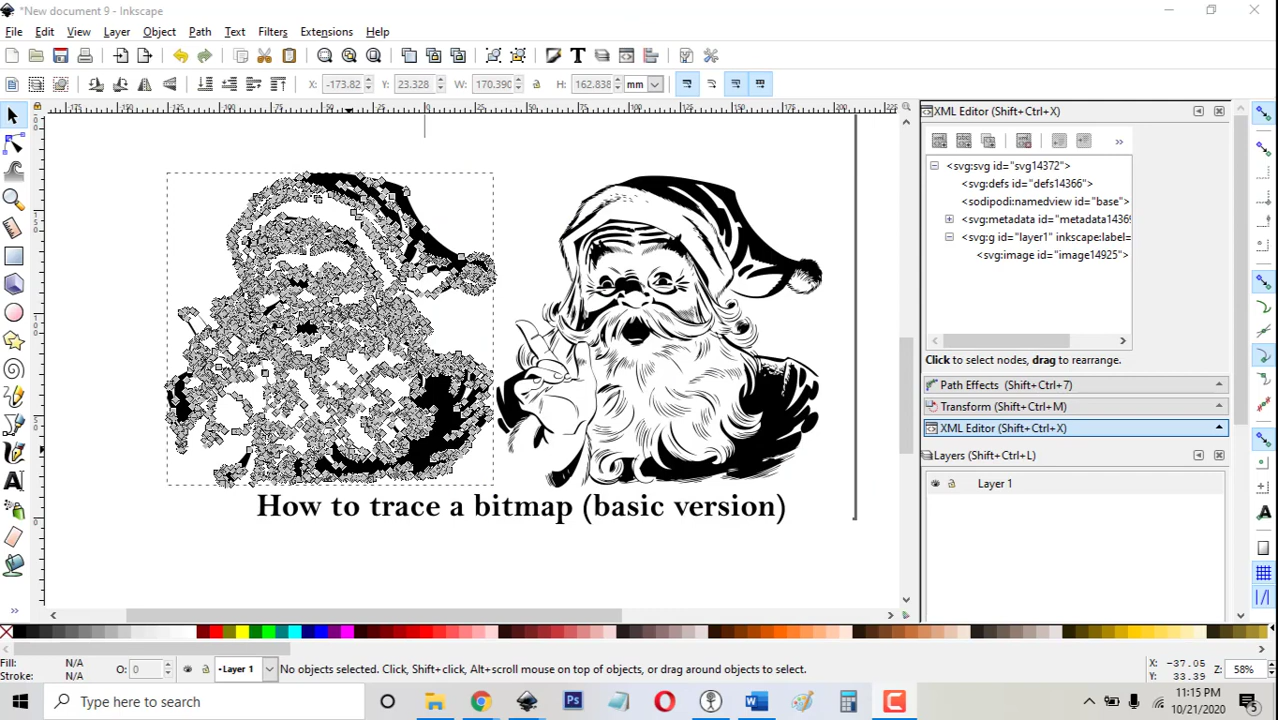 *New document 9 - Inkscape
File Edit View Layer Object Path Text Filters Extensions Help
X: -173.82 Y: 23.328 W: 170.390 H: 162.838 mm
XML Editor (Shift+Ctrl+X)
<svg:svg id="svg14372">
<svg:defs id="defs14366">
<sodipodi:namedview id="base">
<svg:metadata id="metadata1436
<svg:g id="layer1" inkscape:label=
<svg:image id="image14925">
Click to select nodes, drag to rearrange.
Path Effects (Shift+Ctrl+7)
Transform (Shift+Ctrl+M)
XML Editor (Shift+Ctrl+X)
Layers (Shift+Ctrl+L)
Layer 1
How to trace a bitmap (basic version)
Fill: N/A
Stroke: N/A
O: 0
Layer 1
No objects selected. Click, Shift+click, Alt+scroll mouse on top of objects, or drag around objects to select.
X: -37.05
Y: 33.39
Z: 58%
Type here to search
11:15 PM
10/21/2020
5